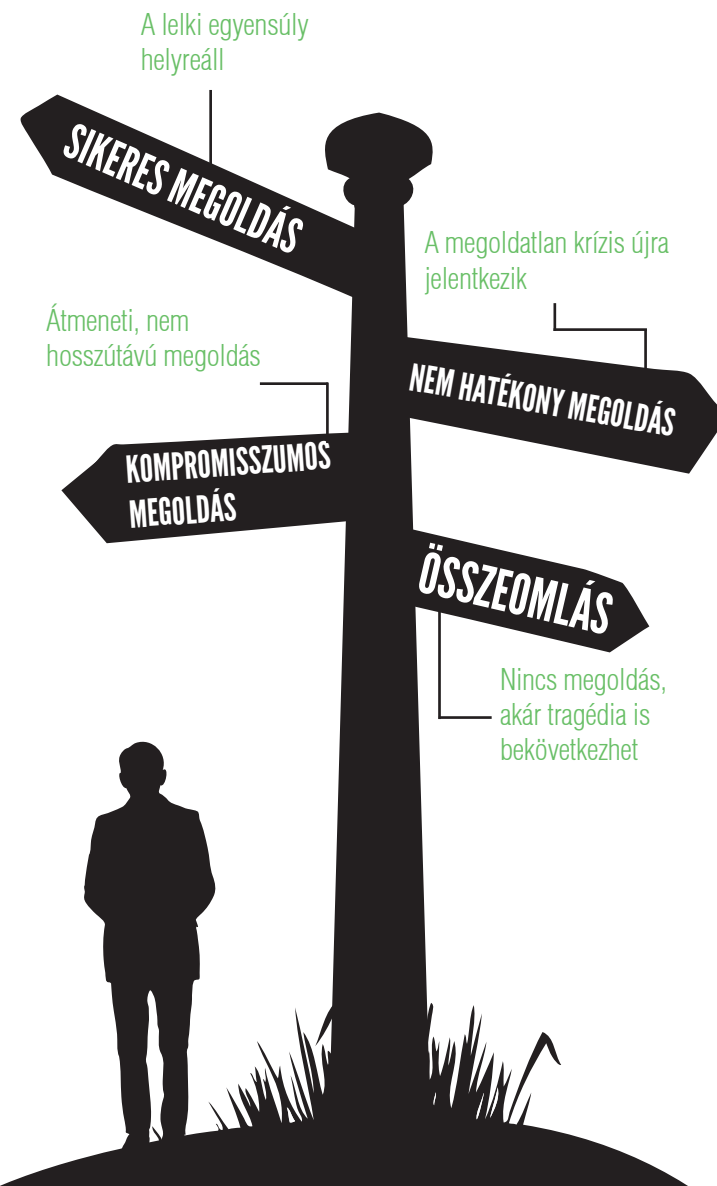 A lelki egyensúly
helyreáll
SIKERES MEGOLDÁS
A megoldatlan krízis újra
jelentkezik
NEM HATÉKONY MEGOLDÁS
Átmeneti, nem
hosszútávú megoldás
KOMPROMISSZUMOS
MEGOLDÁS
ÖSSZEOMLÁS
Nincs megoldás,
akár tragédia is
bekövetkezhet